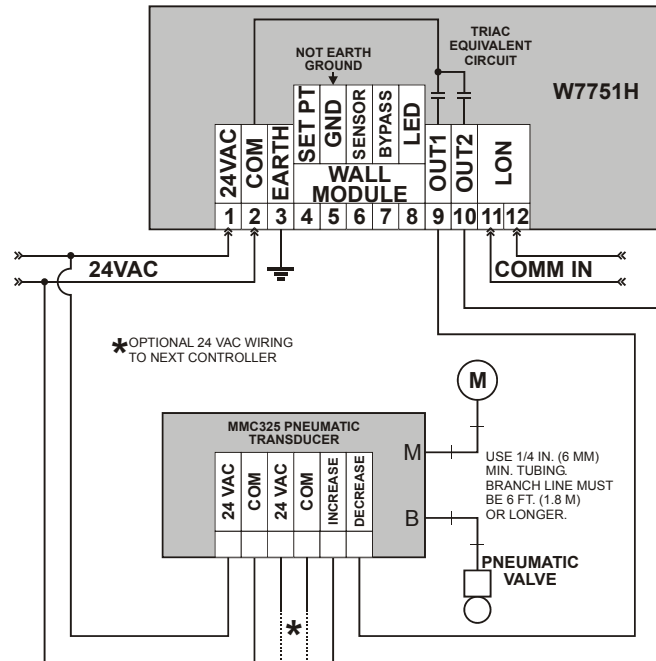 TRIAC
EQUIVALENT
CIRCUIT
NOT EARTH
GROUND
W7751H
24VAC
COM
EARTH
SET PT
GND
SENSOR
BYPASS
LED
OUT1
OUT2
LON
WALL
MODULE
1 2 3 4 5 6 7 8 9 10 11 12
24VAC
COMM IN
*OPTIONAL 24 VAC WIRING
TO NEXT CONTROLLER
M
MMC325 PNEUMATIC
TRANSDUCER
24 VAC
COM
24 VAC
COM
INCREASE
DECREASE
M
B
USE 1/4 IN. (6 MM)
MIN. TUBING.
BRANCH LINE MUST
BE 6 FT. (1.8 M)
OR LONGER.
PNEUMATIC
VALVE
*